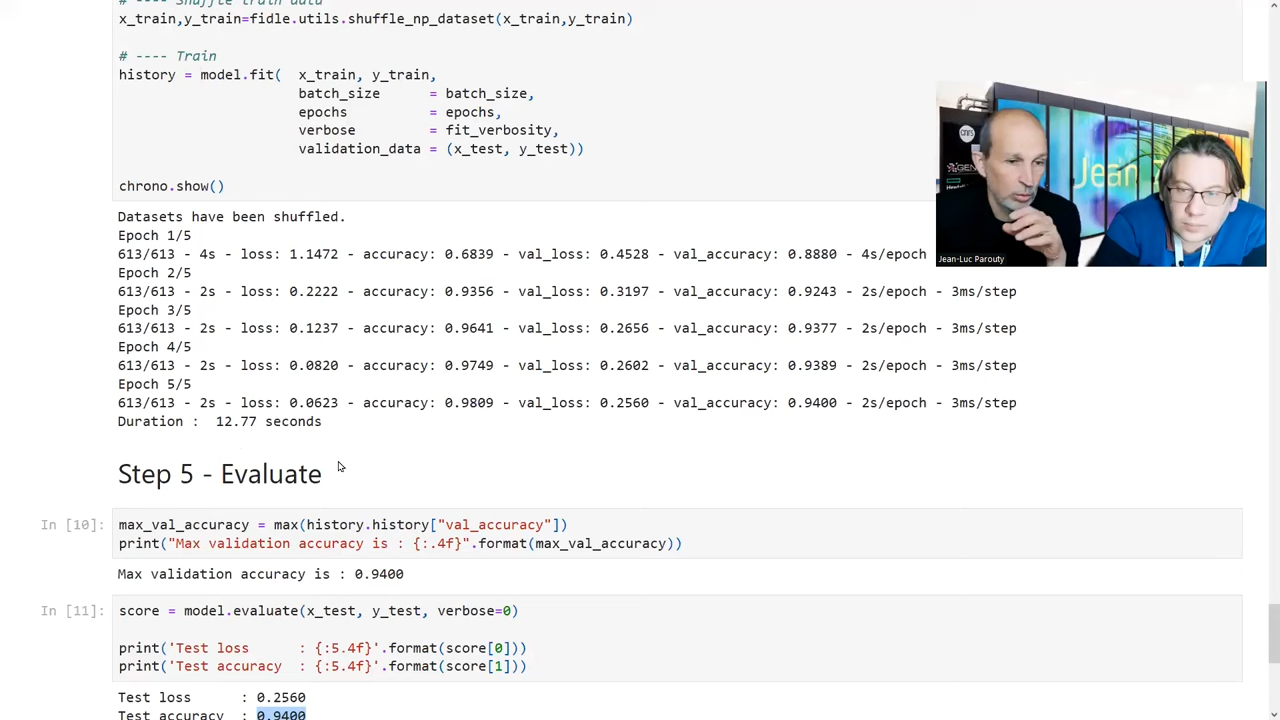 # ---- Shuffle train data
x_train,y_train=fidle.utils.shuffle_np_dataset(x_train,y_train)
# ---- Train
history = model.fit(  x_train, y_train,
batch_size      = batch_size,
epochs          = epochs,
verbose         = fit_verbosity,
validation_data = (x_test, y_test))
chrono.show()
Datasets have been shuffled.
Epoch 1/5
613/613 - 4s - loss: 1.1472 - accuracy: 0.6839 - val_loss: 0.4528 - val_accuracy: 0.8880 - 4s/epoch
Epoch 2/5
613/613 - 2s - loss: 0.2222 - accuracy: 0.9356 - val_loss: 0.3197 - val_accuracy: 0.9243 - 2s/epoch - 3ms/step
Epoch 3/5
613/613 - 2s - loss: 0.1237 - accuracy: 0.9641 - val_loss: 0.2656 - val_accuracy: 0.9377 - 2s/epoch - 3ms/step
Epoch 4/5
613/613 - 2s - loss: 0.0820 - accuracy: 0.9749 - val_loss: 0.2602 - val_accuracy: 0.9389 - 2s/epoch - 3ms/step
Epoch 5/5
613/613 - 2s - loss: 0.0623 - accuracy: 0.9809 - val_loss: 0.2560 - val_accuracy: 0.9400 - 2s/epoch - 3ms/step
Duration :  12.77 seconds
cnrs
Jean
Jean-Luc Parouty
Step 5 - Evaluate
In [10]: max_val_accuracy = max(history.history["val_accuracy"])
print("Max validation accuracy is : {:.4f}".format(max_val_accuracy))
Max validation accuracy is : 0.9400
In [11]: score = model.evaluate(x_test, y_test, verbose=0)
print('Test loss     : {:5.4f}'.format(score[0]))
print('Test accuracy : {:5.4f}'.format(score[1]))
Test loss     : 0.2560
Test accuracy : 0.9400